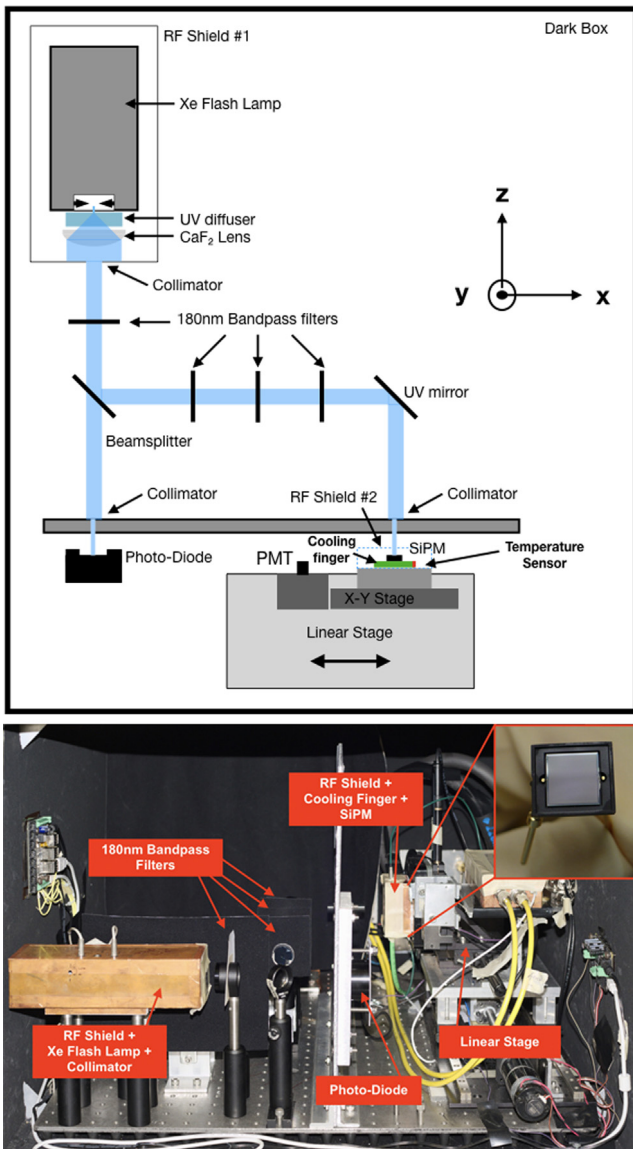 RF Shield #1
Dark Box
Xe Flash Lamp
UV diffuser
CaF₂ Lens
Collimator
z
y
x
180nm Bandpass filters
UV mirror
Beamsplitter
Collimator
RF Shield #2
Collimator
Photo-Diode
PMT
Cooling
finger
SiPM
Temperature
Sensor
X-Y Stage
Linear Stage
RF Shield +
Cooling Finger +
SiPM
180nm Bandpass
Filters
RF Shield +
Xe Flash Lamp +
Collimator
Linear Stage
Photo-Diode